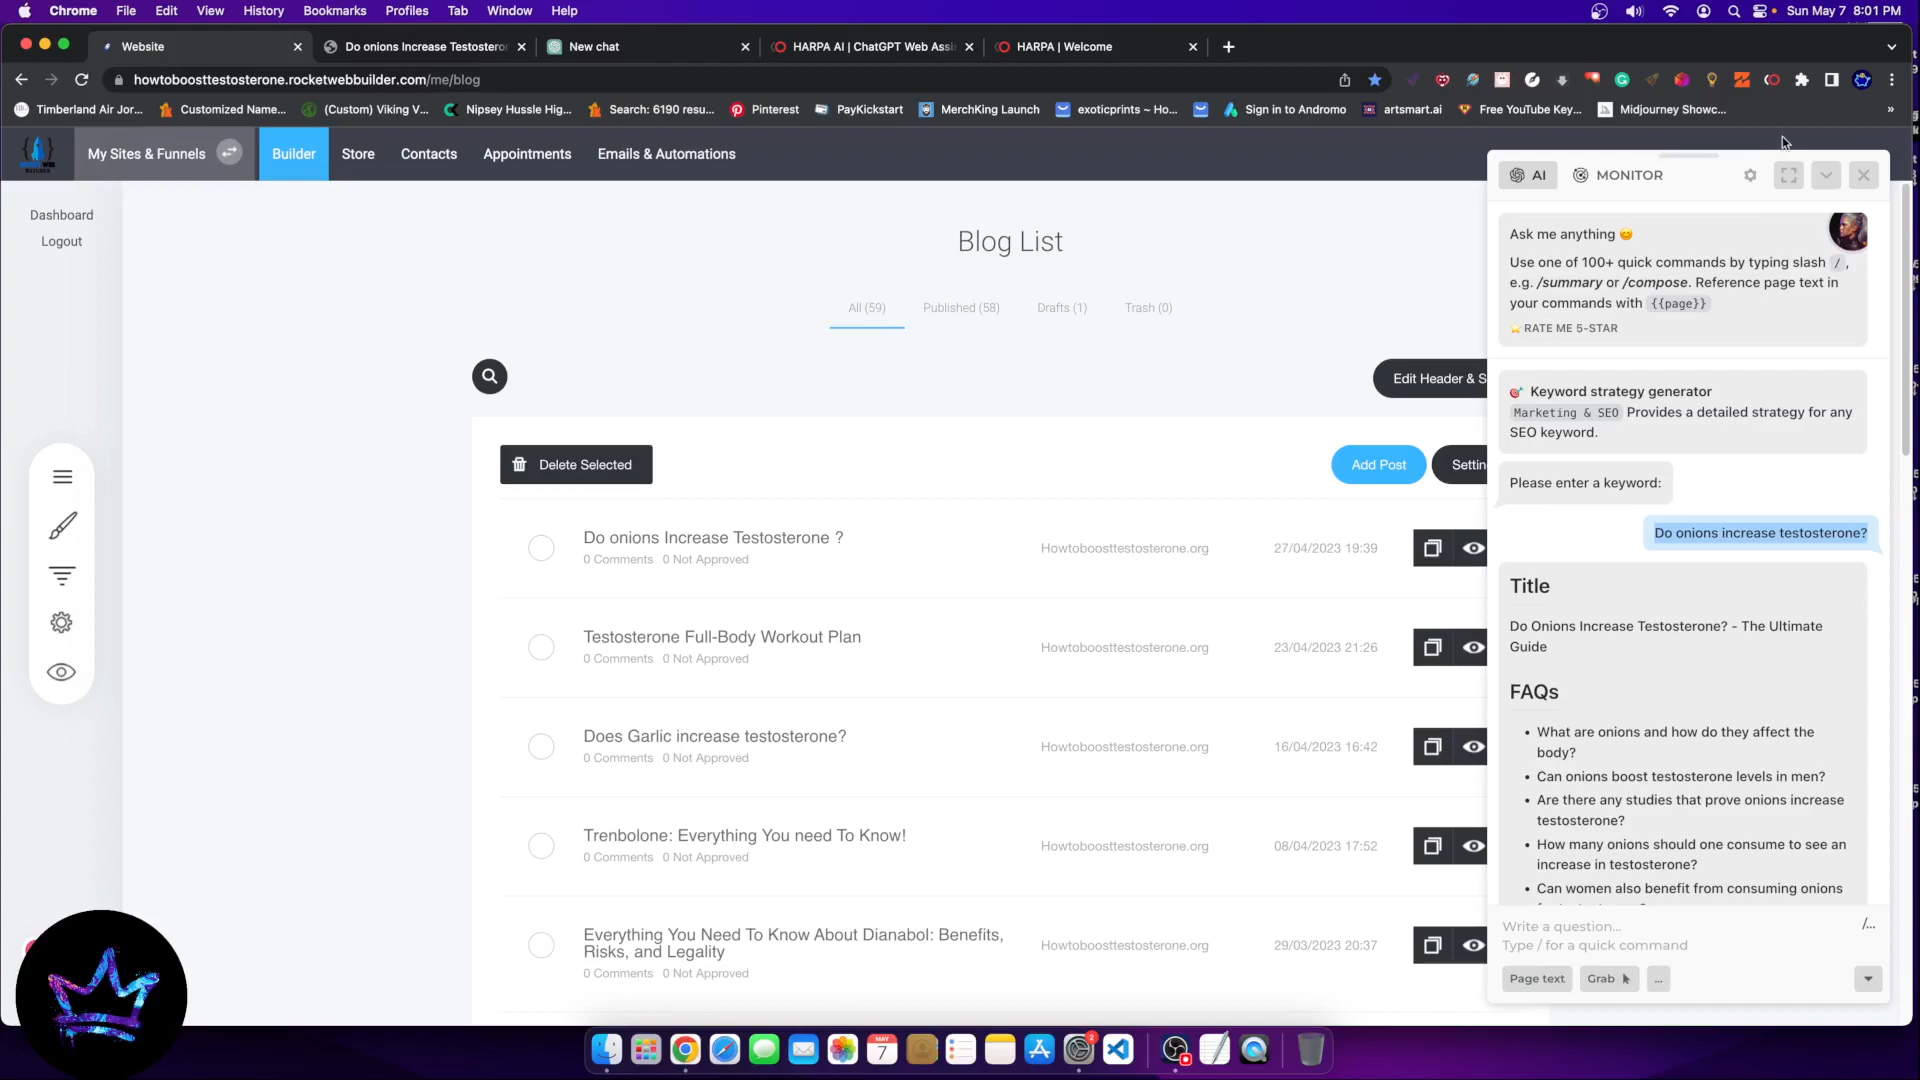 Chrome File Edit View History Bookmarks Profiles Tab Window Help
Sun May 7 8:01 PM
Website
Do onions Increase Testostero
New chat
HARPA AI | ChatGPT Web Assi
HARPA | Welcome
howtoboosttestosterone.rocketwebbuilder.com/me/blog
Timberland Air Jor... Customized Name... (Custom) Viking V... Nipsey Hussle Hig... Search: 6190 resu... Pinterest PayKickstart MerchKing Launch exoticprints ~ Ho... Sign in to Andromo artsmart.ai Free YouTube Key... Midjourney Showc... »
My Sites & Funnels Builder Store Contacts Appointments Emails & Automations
Dashboard
Logout
Blog List
All (59) Published (58) Drafts (1) Trash (0)
Edit Header & S
Delete Selected
Add Post
Settin
Do onions Increase Testosterone ?
0 Comments 0 Not Approved
Howtoboosttestosterone.org
27/04/2023 19:39
Testosterone Full-Body Workout Plan
0 Comments 0 Not Approved
Howtoboosttestosterone.org
23/04/2023 21:26
Does Garlic increase testosterone?
0 Comments 0 Not Approved
Howtoboosttestosterone.org
16/04/2023 16:42
Trenbolone: Everything You need To Know!
0 Comments 0 Not Approved
Howtoboosttestosterone.org
08/04/2023 17:52
Everything You Need To Know About Dianabol: Benefits,
Risks, and Legality
0 Comments 0 Not Approved
Howtoboosttestosterone.org
29/03/2023 20:37
AI MONITOR
Ask me anything
Use one of 100+ quick commands by typing slash / ,
e.g. /summary or /compose. Reference page text in
your commands with {{page}}
RATE ME 5-STAR
Keyword strategy generator
Marketing & SEO Provides a detailed strategy for any
SEO keyword.
Please enter a keyword:
Do onions increase testosterone?
Title
Do Onions Increase Testosterone? - The Ultimate
Guide
FAQs
• What are onions and how do they affect the
body?
• Can onions boost testosterone levels in men?
• Are there any studies that prove onions increase
testosterone?
• How many onions should one consume to see an
increase in testosterone?
• Can women also benefit from consuming onions
Write a question...
/...
Type / for a quick command
Page text Grab ...
MAY
7
2